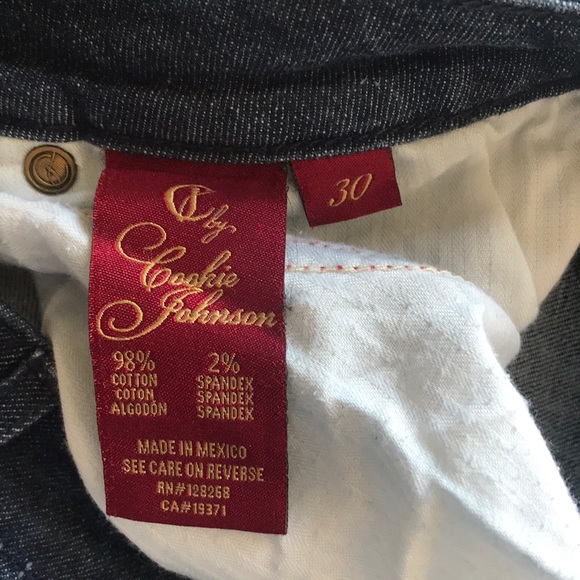 CJ by
Cookie
Johnson
30
98% 2%
COTTON SPANDEX
COTON SPANDEX
ALGODÓN SPANDEX
MADE IN MEXICO
SEE CARE ON REVERSE
RN#128268
CA#19371